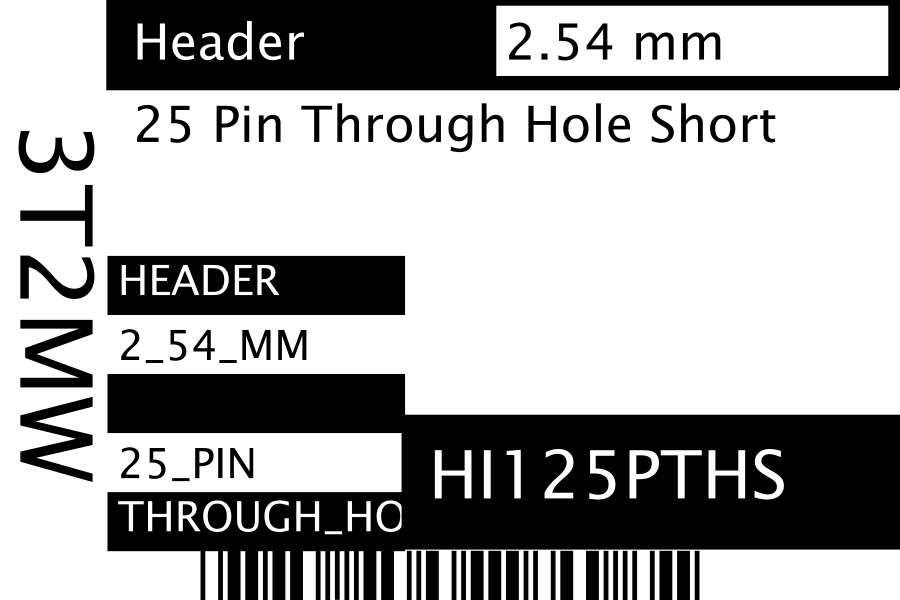 Header
2.54 mm
25 Pin Through Hole Short
3T2MW
HEADER
2_54_MM
25_PIN
THROUGH_HO
HI125PTHS